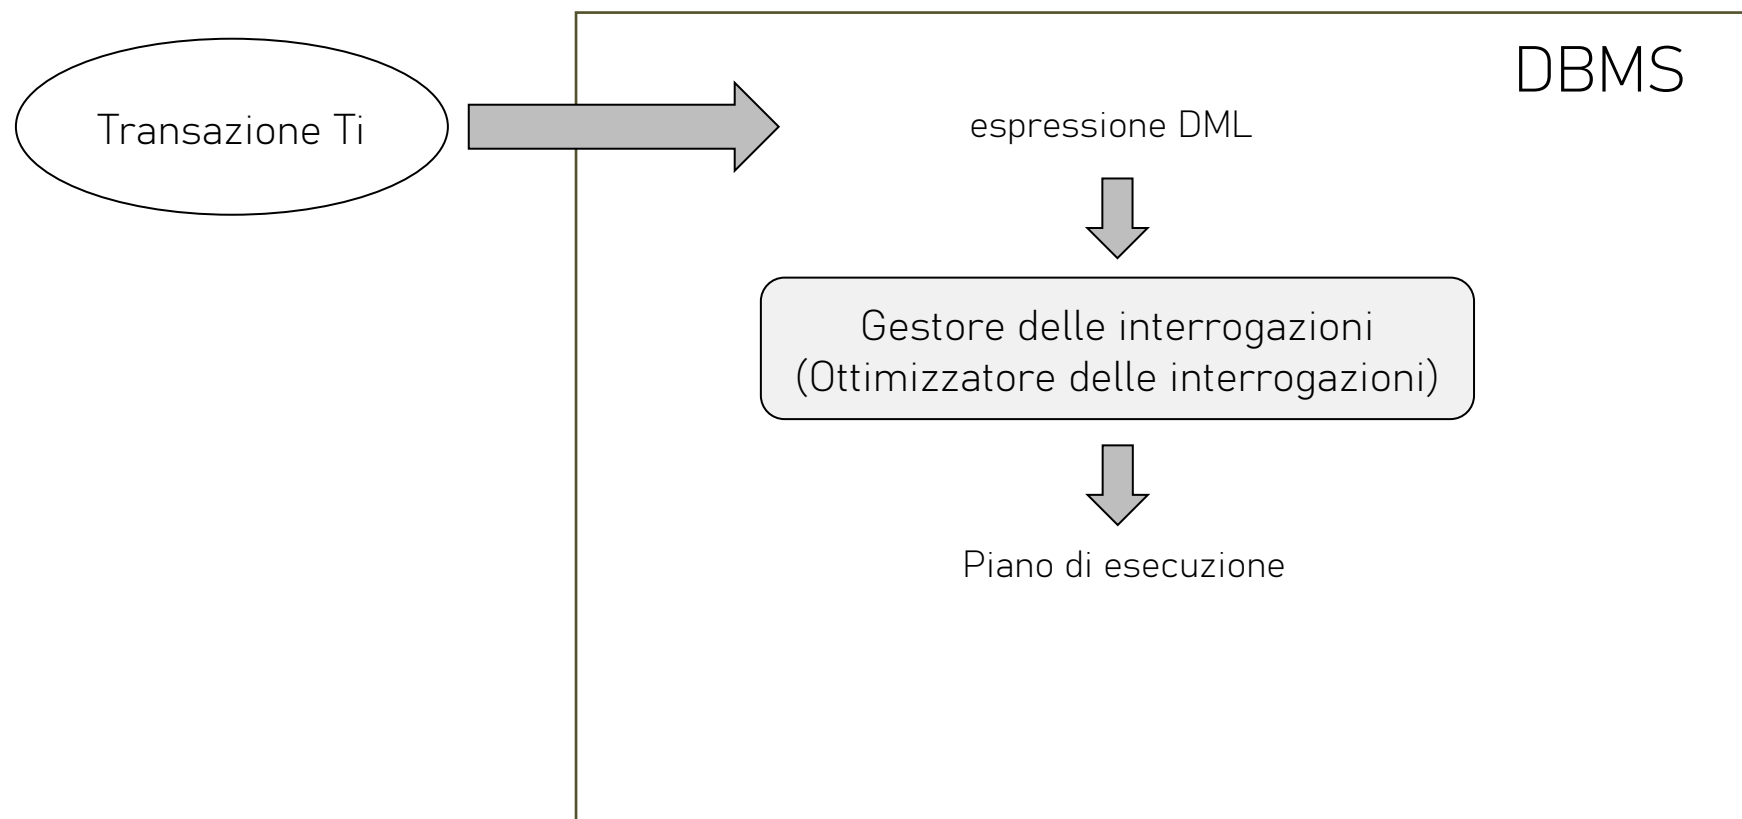 DBMS
Transazione Ti
espressione DML
Gestore delle interrogazioni
(Ottimizzatore delle interrogazioni)
Piano di esecuzione